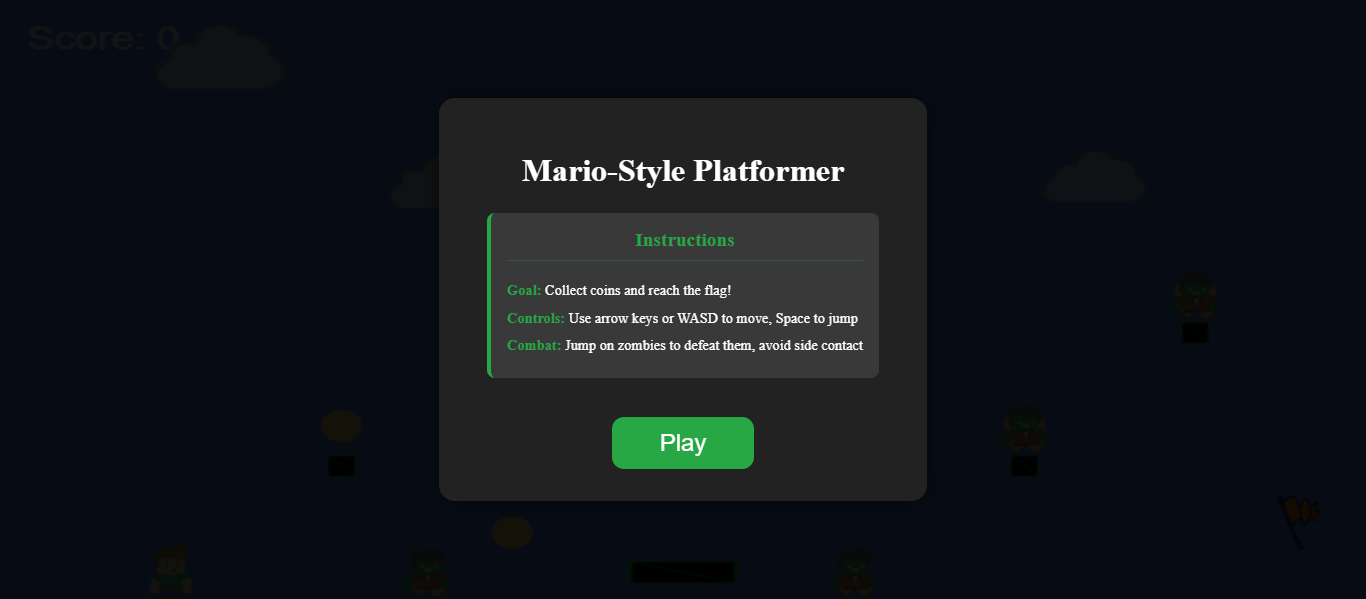 Score: 0
Mario-Style Platformer
Instructions
Goal: Collect coins and reach the flag!
Controls: Use arrow keys or WASD to move, Space to jump
Combat: Jump on zombies to defeat them, avoid side contact
Play